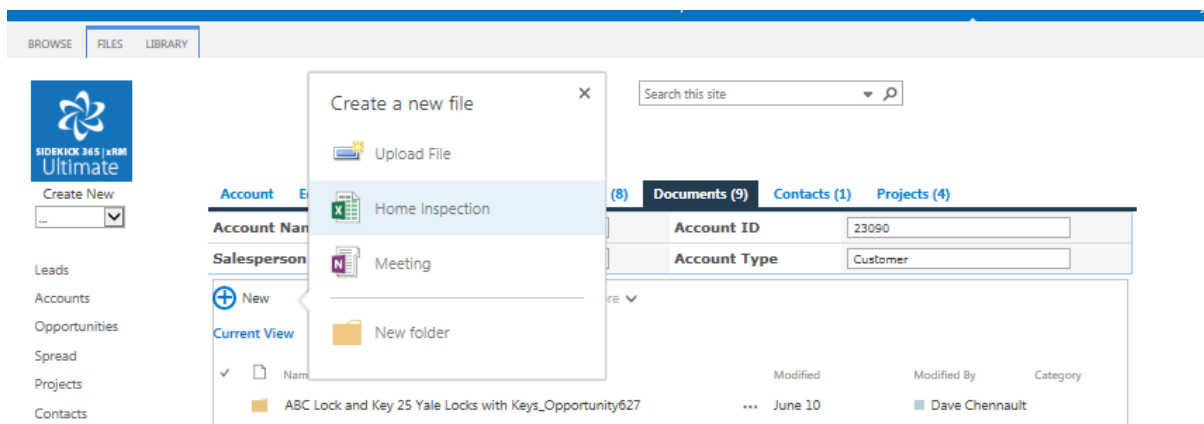 BROWSE FILES LIBRARY
Create a new file
Search this site
Upload File
SIDEKICK 365 | xRM
Ultimate
Create New
...
Account
(8) Documents (9) Contacts (1) Projects (4)
Home Inspection
Account Nam
Account ID 23090
Salesperson
Account Type Customer
Meeting
Leads
Accounts
New
Opportunities
Current View
New folder
Spread
Projects
Nam
Modified Modified By Category
Contacts
ABC Lock and Key 25 Yale Locks with Keys_Opportunity627 ... June 10 Dave Chennault